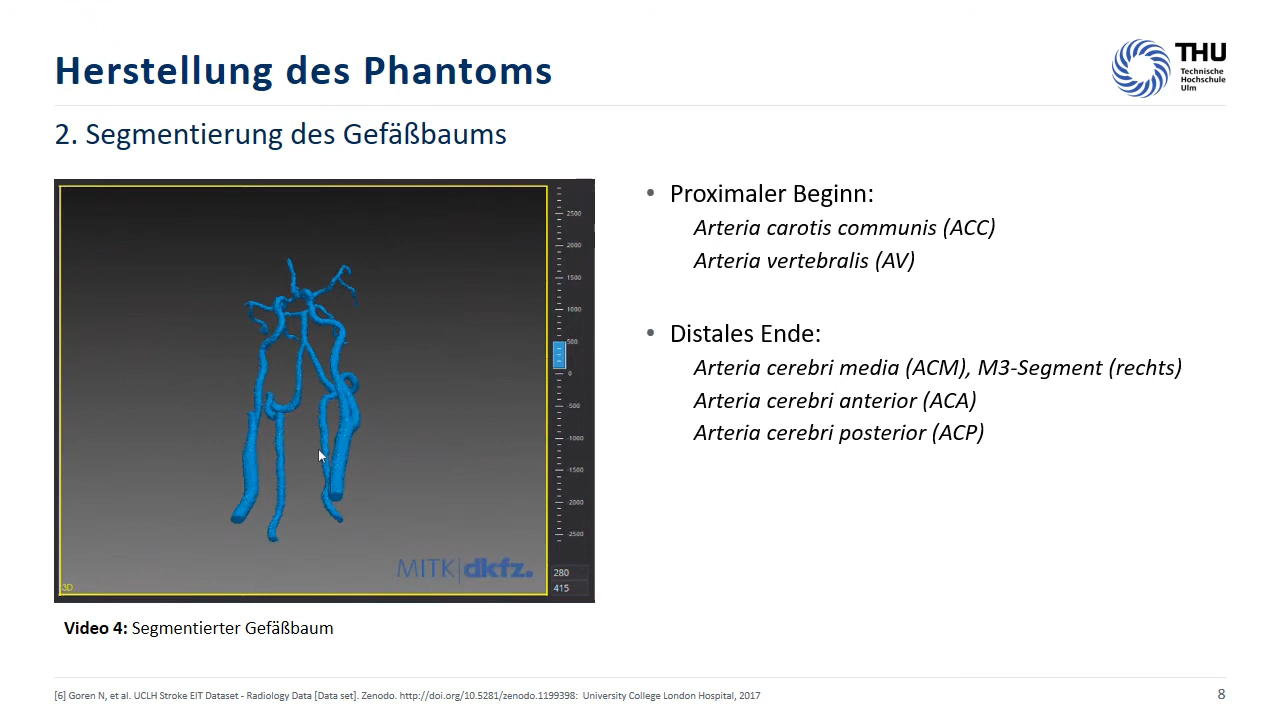 Herstellung des Phantoms
THU
Technische
Hochschule
Ulm
2. Segmentierung des Gefäßbaums
2500
2000
1500
1000
500
0
-500
-1000
-1500
-2000
-2500
280
415
3D
MITK|dkfz.
Video 4: Segmentierter Gefäßbaum
• Proximaler Beginn:
Arteria carotis communis (ACC)
Arteria vertebralis (AV)
• Distales Ende:
Arteria cerebri media (ACM), M3-Segment (rechts)
Arteria cerebri anterior (ACA)
Arteria cerebri posterior (ACP)
[6] Goren N, et al. UCLH Stroke EIT Dataset - Radiology Data [Data set]. Zenodo. http://doi.org/10.5281/zenodo.1199398: University College London Hospital, 2017
8